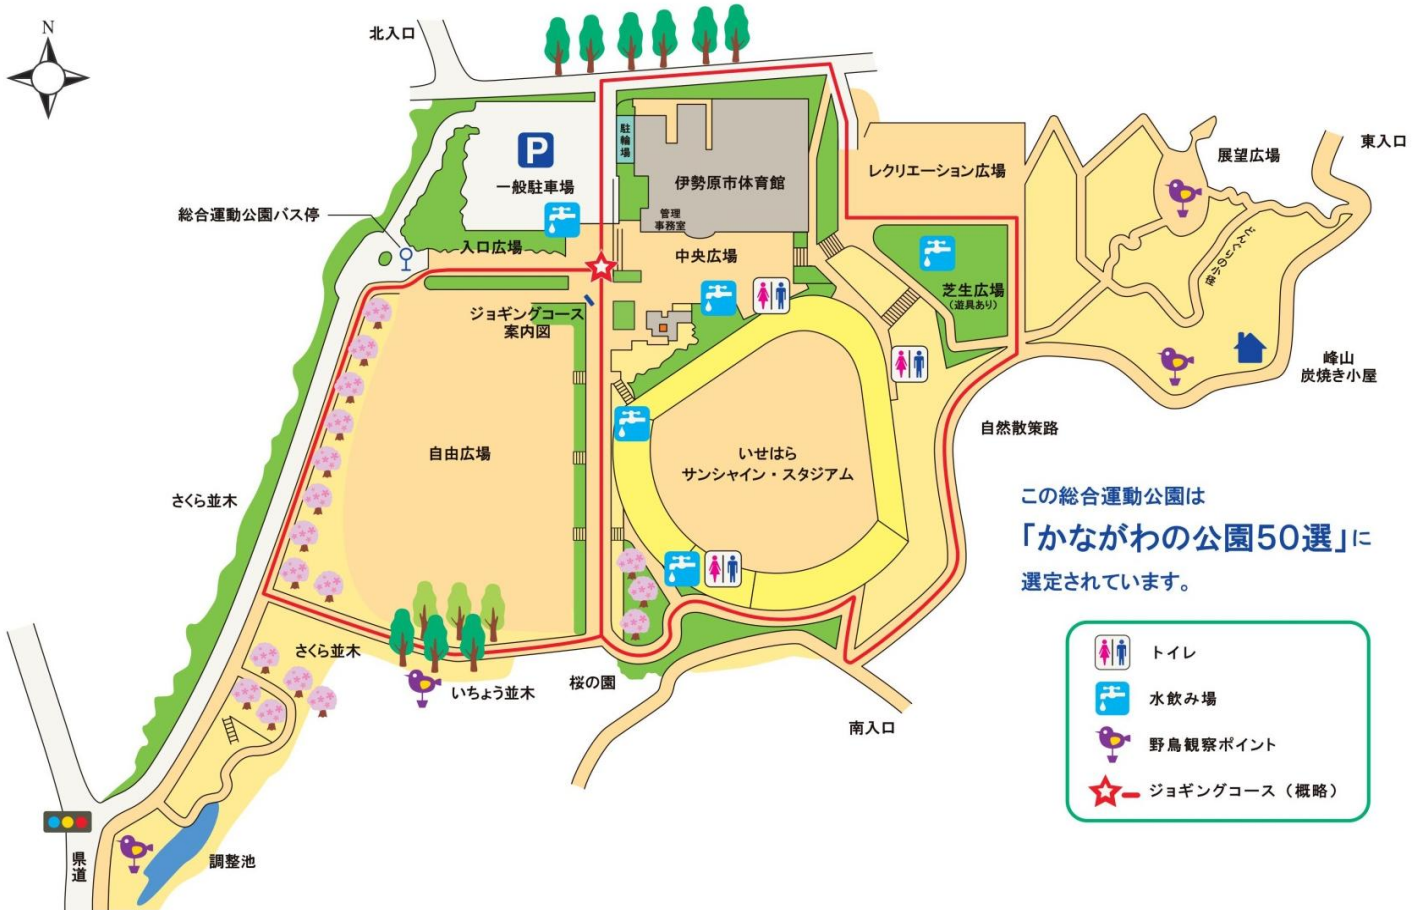 N
北入口
P
一般駐車場
駐輪場
伊勢原市体育館
管理
事務室
レクリエーション広場
展望広場
東入口
総合運動公園バス停
入口広場
中央広場
どんぐりの小径
芝生広場
(遊具あり)
ジョギングコース
案内図
峰山
炭焼き小屋
自然散策路
自由広場
いせはら
サンシャイン・スタジアム
さくら並木
この総合運動公園は
「かながわの公園50選」に
選定されています。
さくら並木
いちょう並木
桜の園
南入口
トイレ
水飲み場
野鳥観察ポイント
ジョギングコース（概略）
県道
調整池